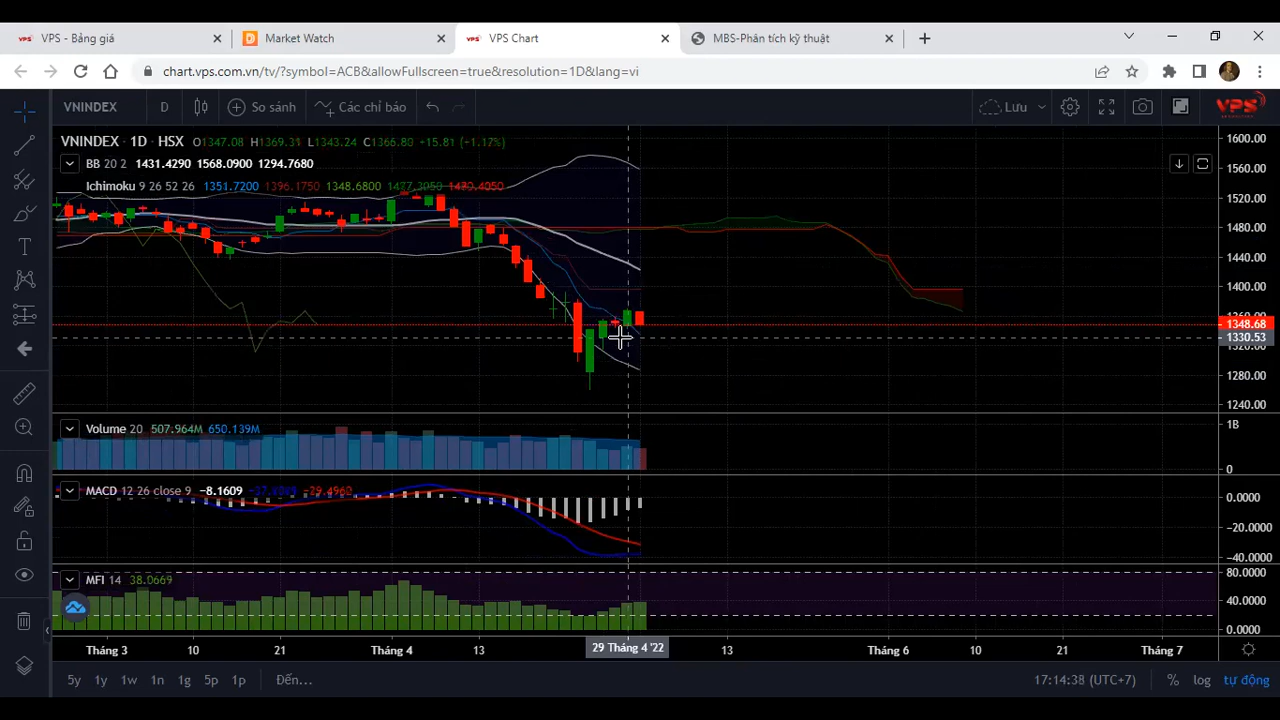 VPS - Bảng giá
Market Watch
VPS Chart
MBS-Phân tích kỹ thuật
chart.vps.com.vn/tv/?symbol=ACB&allowFullscreen=true&resolution=1D&lang=vi
VNINDEX D So sánh Các chỉ báo Lưu VPS
VNINDEX · 1D · HSX O1347.08 H1369.31 L1343.24 C1366.80 +15.81 (+1.17%)
BB 20 2 1431.4290 1568.0900 1294.7680
Ichimoku 9 26 52 26 1351.7200 1396.1750 1348.6800
1600.00
1560.00
1520.00
1480.00
1440.00
1400.00
1348.68
1330.53
1280.00
1240.00
Volume 20 507.964M 650.139M
1B
0
MACD 12 26 close 9 −8.1609
0.0000
−20.0000
−40.0000
MFI 14 38.0669
80.0000
40.0000
0.0000
Tháng 3 10 21 Tháng 4 13 29 Tháng 4 '22 13 Tháng 6 10 21 Tháng 7
5y 1y 1w 1n 1g 5p 1p Đến... 17:14:38 (UTC+7) % log tự động